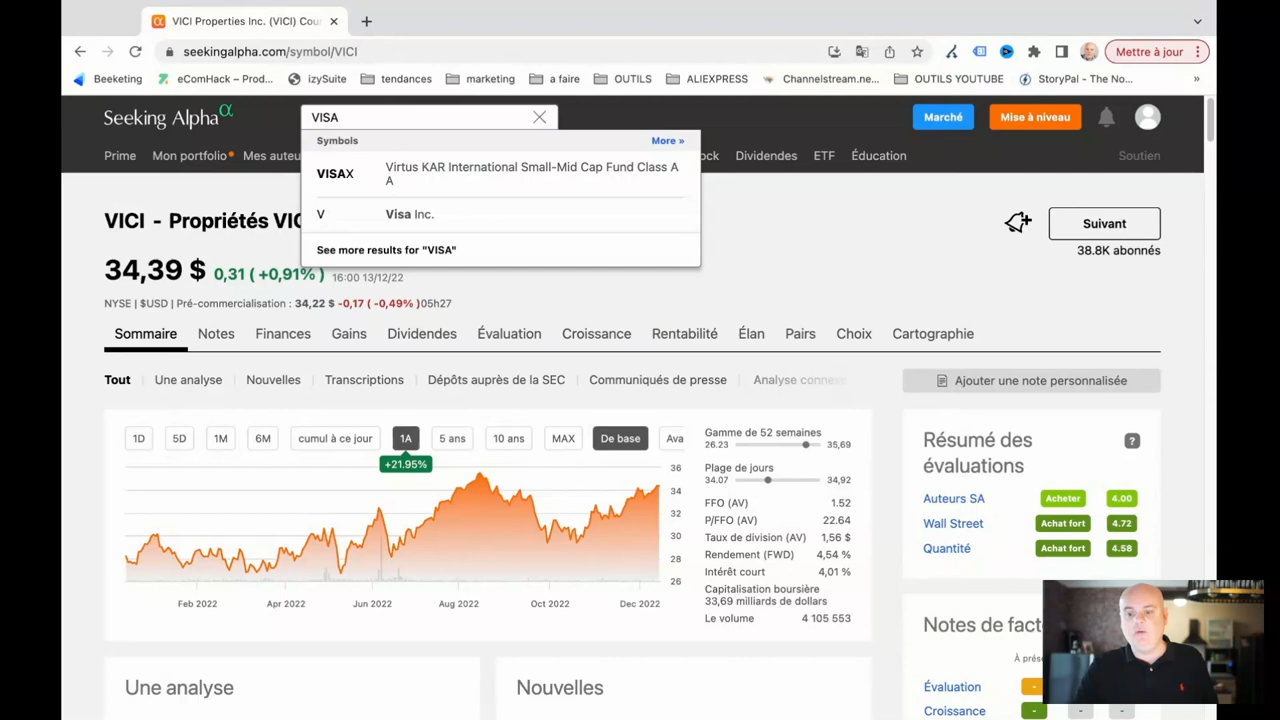 VICI Properties Inc. (VICI) Cour
seekingalpha.com/symbol/VICI
Mettre à jour
Beeketing
eComHack – Prod...
izySuite
tendances
marketing
a faire
OUTILS
ALIEXPRESS
Channelstream.ne...
OUTILS YOUTUBE
StoryPal - The No...
»
Seeking Alpha α
VISA
Marché
Mise à niveau
Symbols
More »
Prime
Mon portfolio
Mes auteu
ock
Dividendes
ETF
Éducation
Soutien
VISAX
Virtus KAR International Small-Mid Cap Fund Class A
A
V
Visa Inc.
See more results for "VISA"
VICI - Propriétés VIC
Suivant
38.8K abonnés
34,39 $ 0,31 ( +0,91% ) 16:00 13/12/22
NYSE | $USD | Pré-commercialisation : 34,22 $ -0,17 ( -0,49% )05h27
Sommaire
Notes
Finances
Gains
Dividendes
Évaluation
Croissance
Rentabilité
Élan
Pairs
Choix
Cartographie
Tout
Une analyse
Nouvelles
Transcriptions
Dépôts auprès de la SEC
Communiqués de presse
Analyse connex
Ajouter une note personnalisée
1D
5D
1M
6M
cumul à ce jour
1A
5 ans
10 ans
MAX
De base
Ava
+21.95%
36
34
32
30
28
26
Feb 2022
Apr 2022
Jun 2022
Aug 2022
Oct 2022
Dec 2022
Gamme de 52 semaines
26.23
35,69
Plage de jours
34.07
34,92
FFO (AV) 1.52
P/FFO (AV) 22.64
Taux de division (AV) 1,56 $
Rendement (FWD) 4,54 %
Intérêt court 4,01 %
Capitalisation boursière
33,69 milliards de dollars
Le volume 4 105 553
Résumé des
évaluations
?
Auteurs SA Acheter 4.00
Wall Street Achat fort 4.72
Quantité Achat fort 4.58
Notes de facte
À prése
Évaluation -
Croissance - - -
Une analyse
Nouvelles